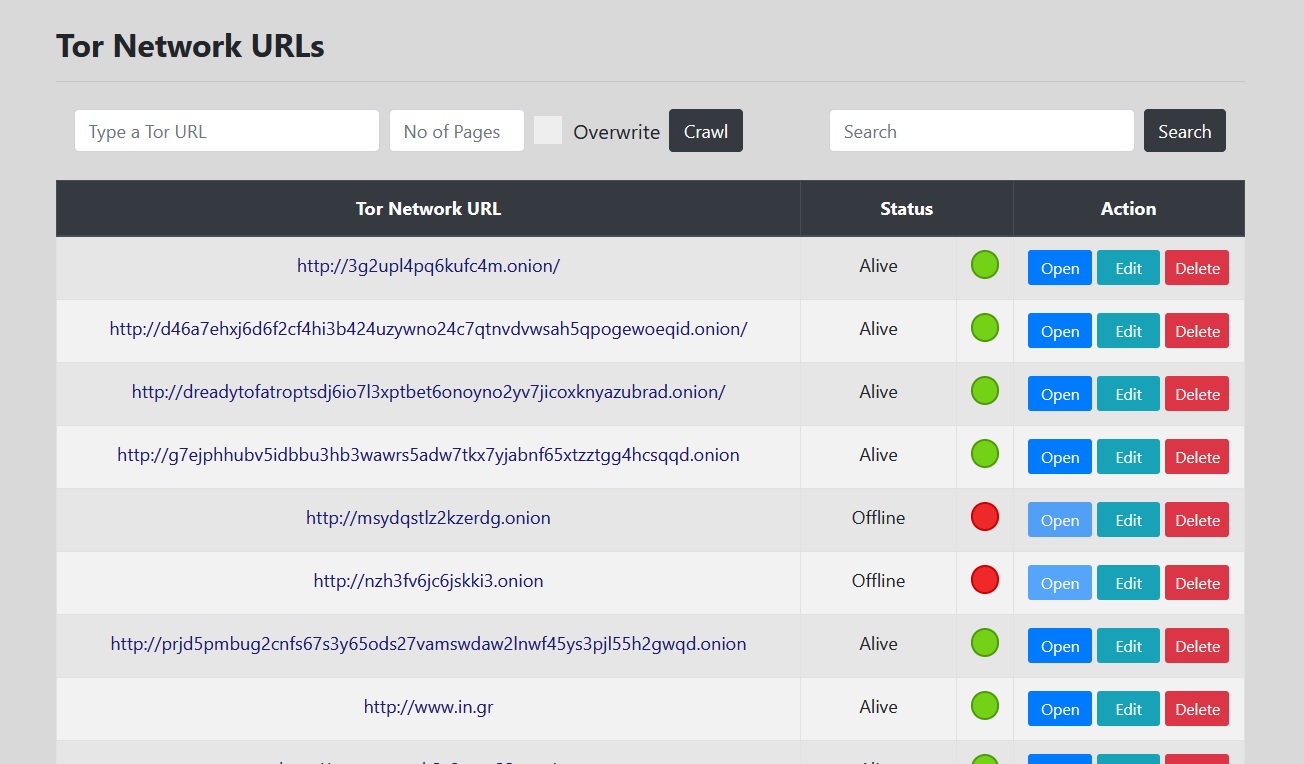 Tor Network URLs
Type a Tor URL No of Pages Overwrite Crawl Search Search
Tor Network URL Status Action
http://3g2upl4pq6kufc4m.onion/ Alive Open Edit Delete
http://d46a7ehxj6d6f2cf4hi3b424uzywno24c7qtnvdvwsah5qpogewoeqid.onion/ Alive Open Edit Delete
http://dreadytofatroptsdj6io7l3xptbet6onoyno2yv7jicoxknyazubrad.onion/ Alive Open Edit Delete
http://g7ejphhubv5idbbu3hb3wawrs5adw7tkx7yjabnf65xtzztgg4hcsqqd.onion Alive Open Edit Delete
http://msydqstlz2kzerdg.onion Offline Open Edit Delete
http://nzh3fv6jc6jskki3.onion Offline Open Edit Delete
http://prjd5pmbug2cnfs67s3y65ods27vamswdaw2lnwf45ys3pjl55h2gwqd.onion Alive Open Edit Delete
http://www.in.gr Alive Open Edit Delete